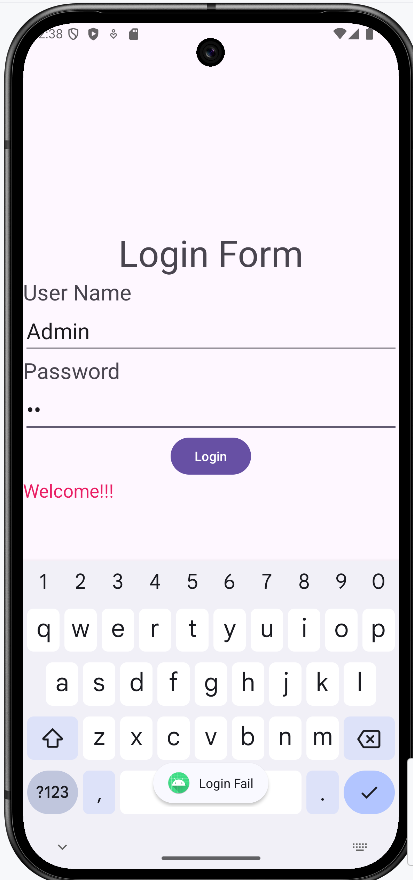 :38
Login Form
User Name
Admin
Password
••
Login
Welcome!!!
1 2 3 4 5 6 7 8 9 0
q w e r t y u i o p
a s d f g h j k l
z x c v b n m
?123 , Login Fail .